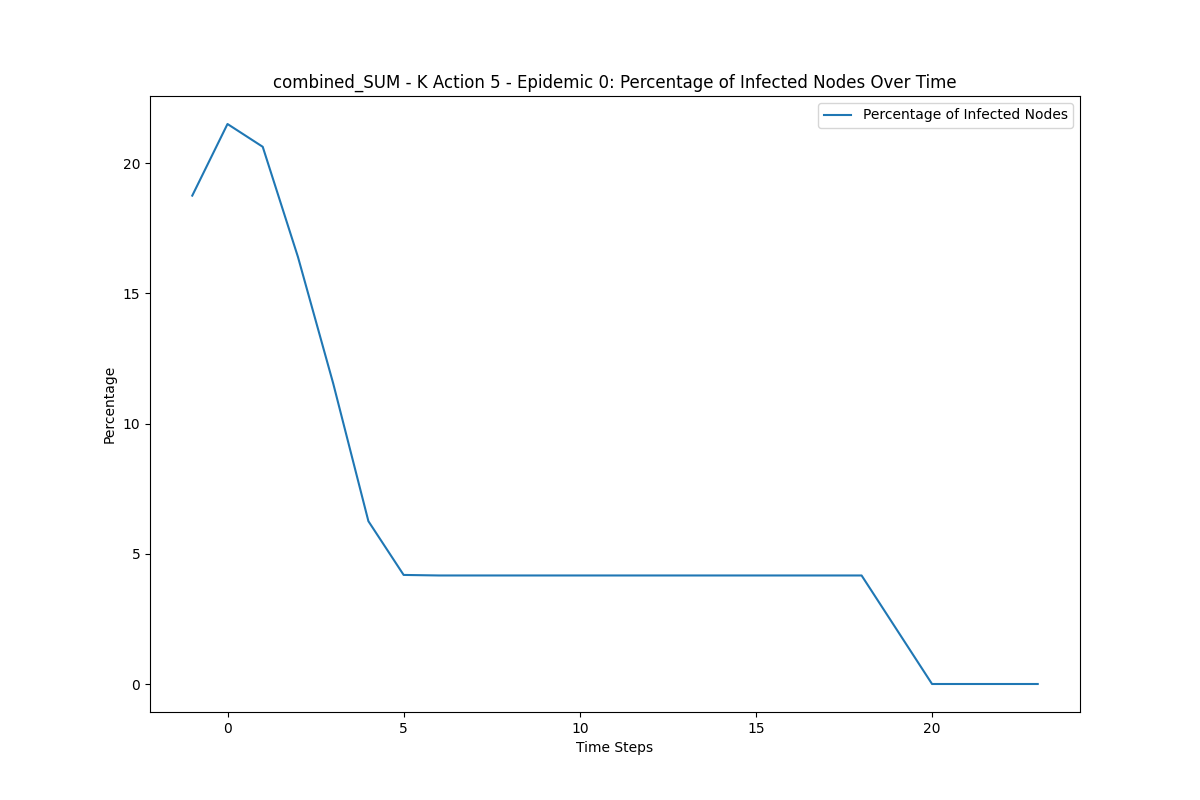 combined_SUM - K Action 5 - Epidemic 0: Percentage of Infected Nodes Over Time
Percentage of Infected Nodes
20
15
10
5
0
Percentage
0 5 10 15 20
Time Steps